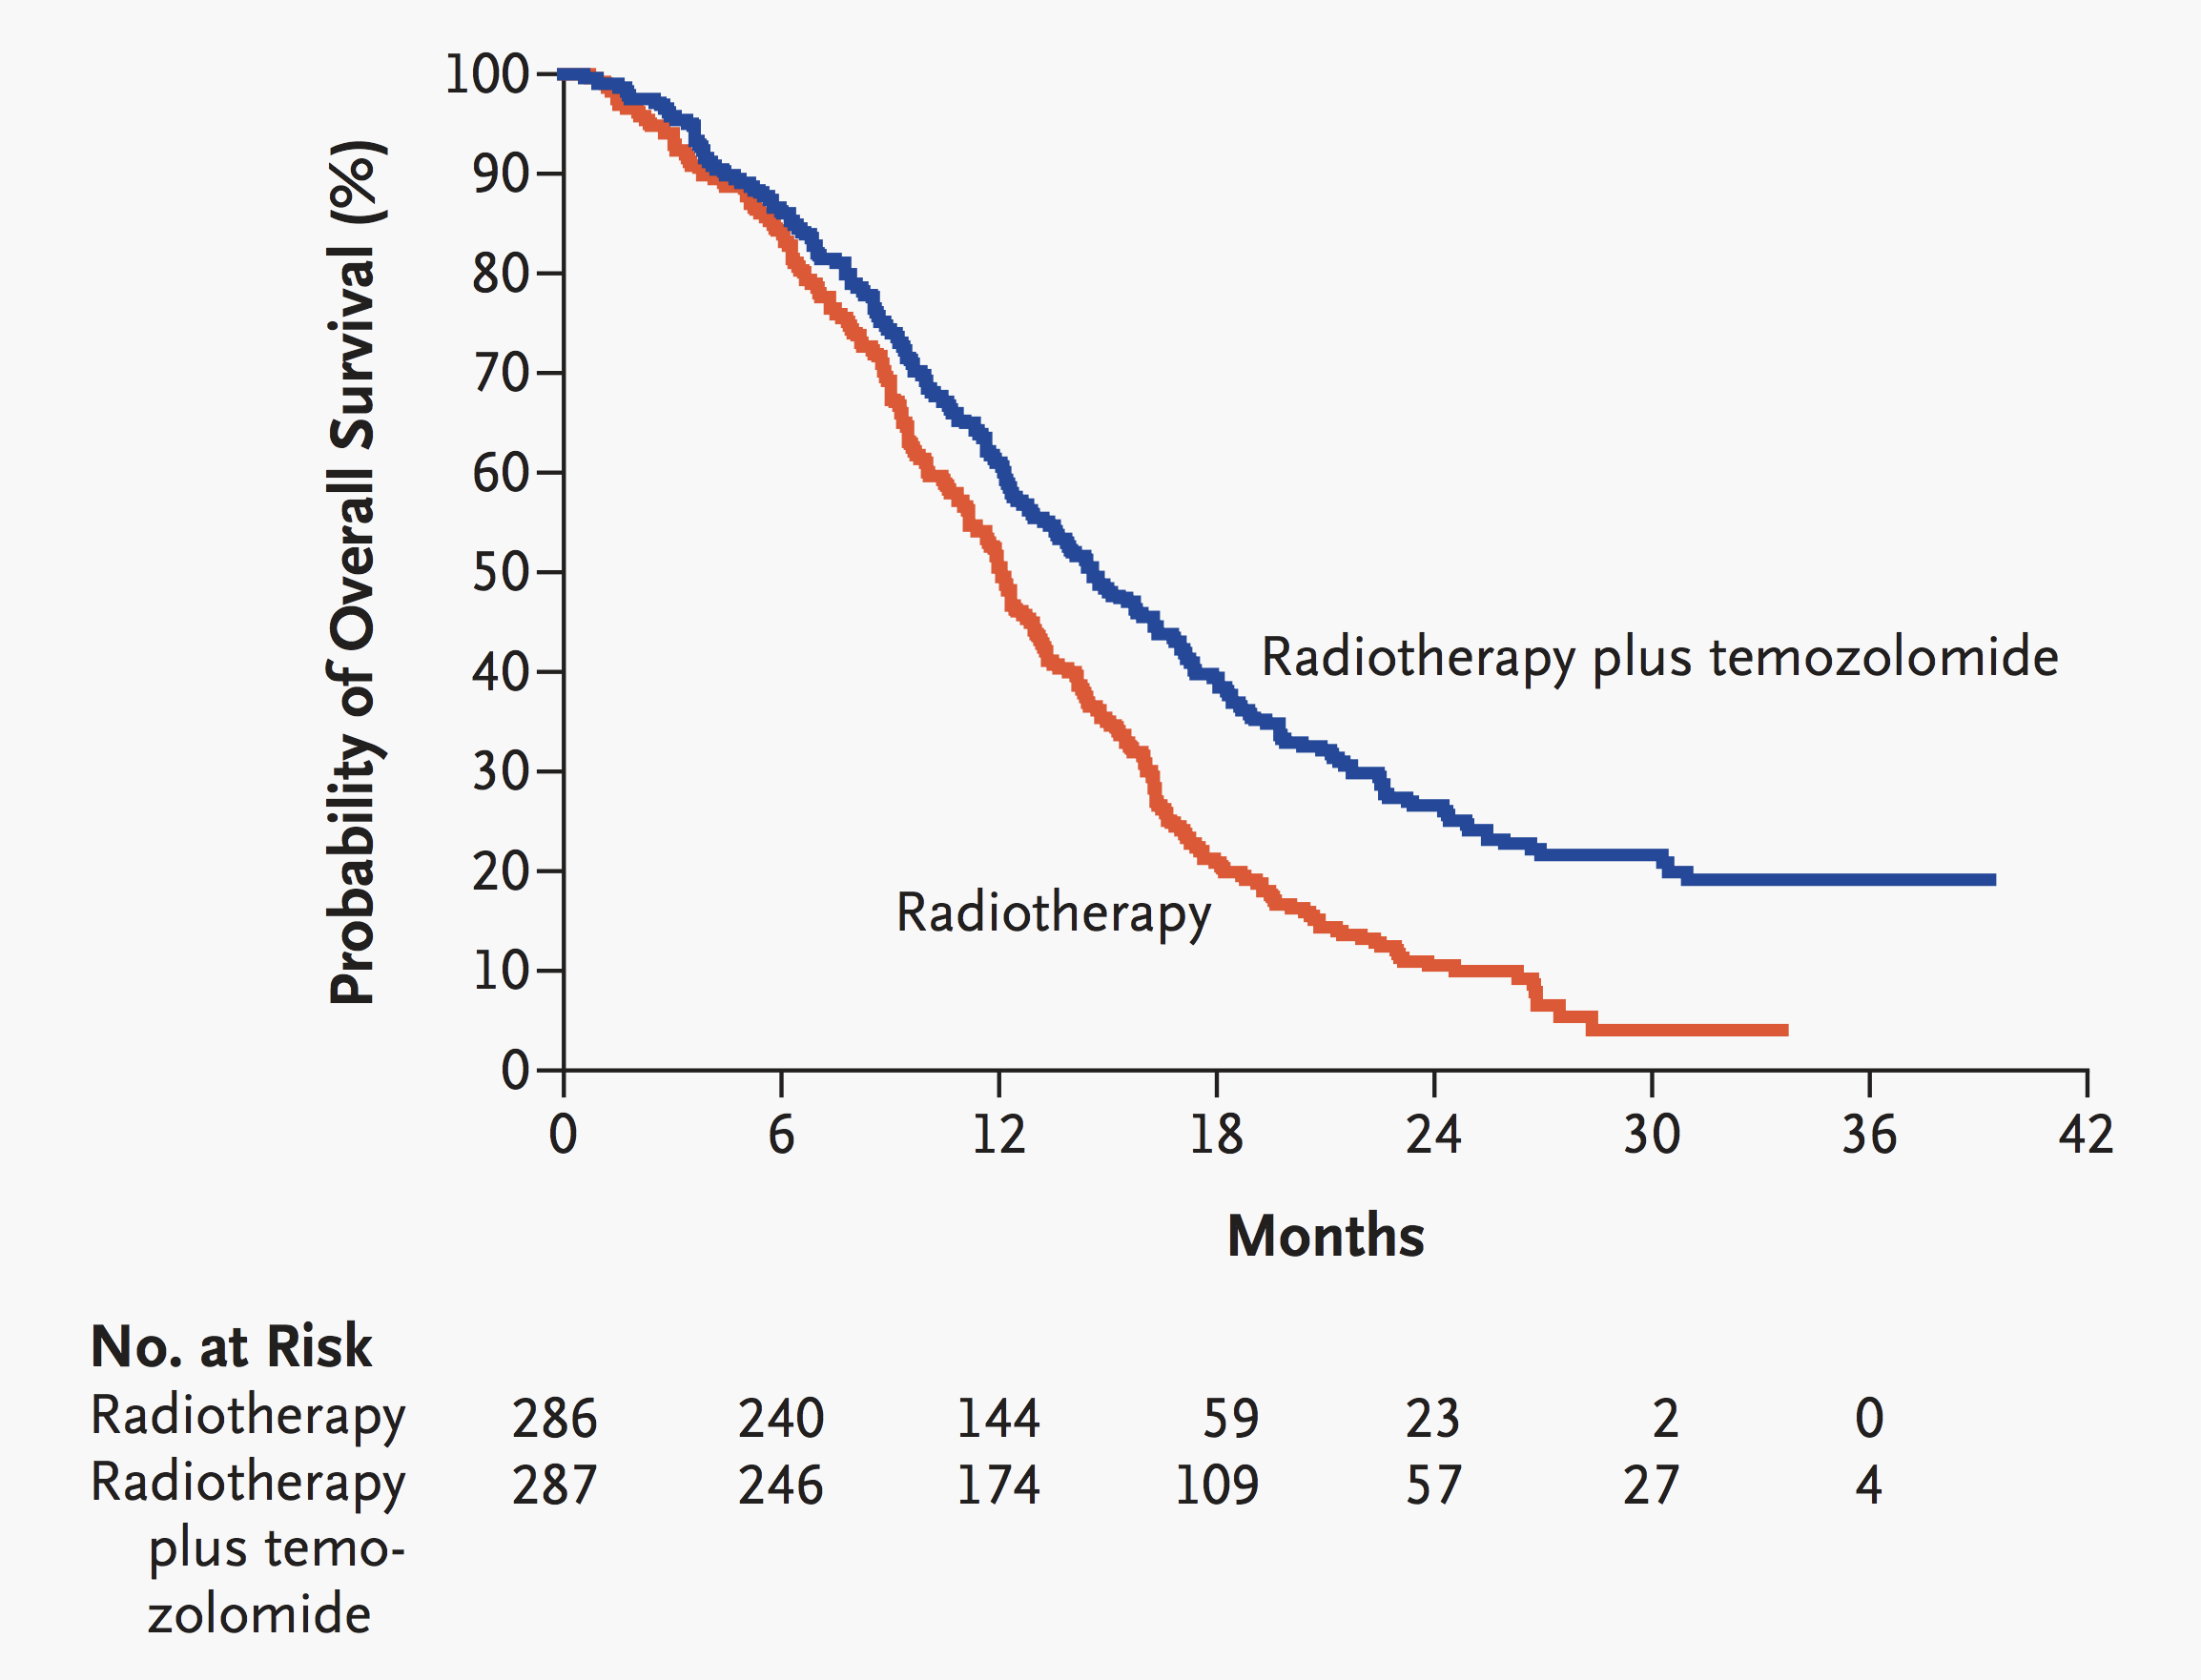 Probability of Overall Survival (%)
100
90
80
70
60
50
40
30
20
10
0
Radiotherapy plus temozolomide
Radiotherapy
0 6 12 18 24 30 36 42
Months
No. at Risk
Radiotherapy 286 240 144 59 23 2 0
Radiotherapy 287 246 174 109 57 27 4
plus temo-
zolomide